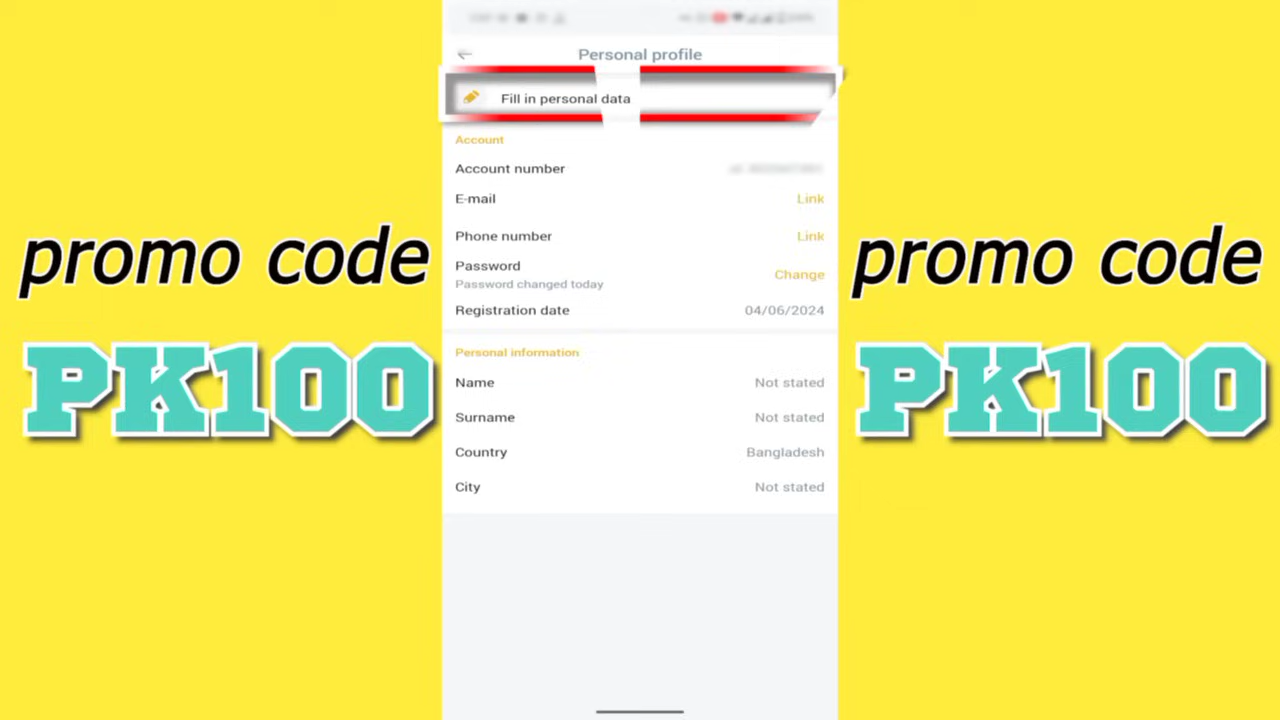 Personal profile
Fill in personal data
Account
Account number
E-mail Link
Phone number Link
Password
Password changed today Change
Registration date 04/06/2024
Personal information
Name Not stated
Surname Not stated
Country Bangladesh
City Not stated
promo code
PK100
promo code
PK100